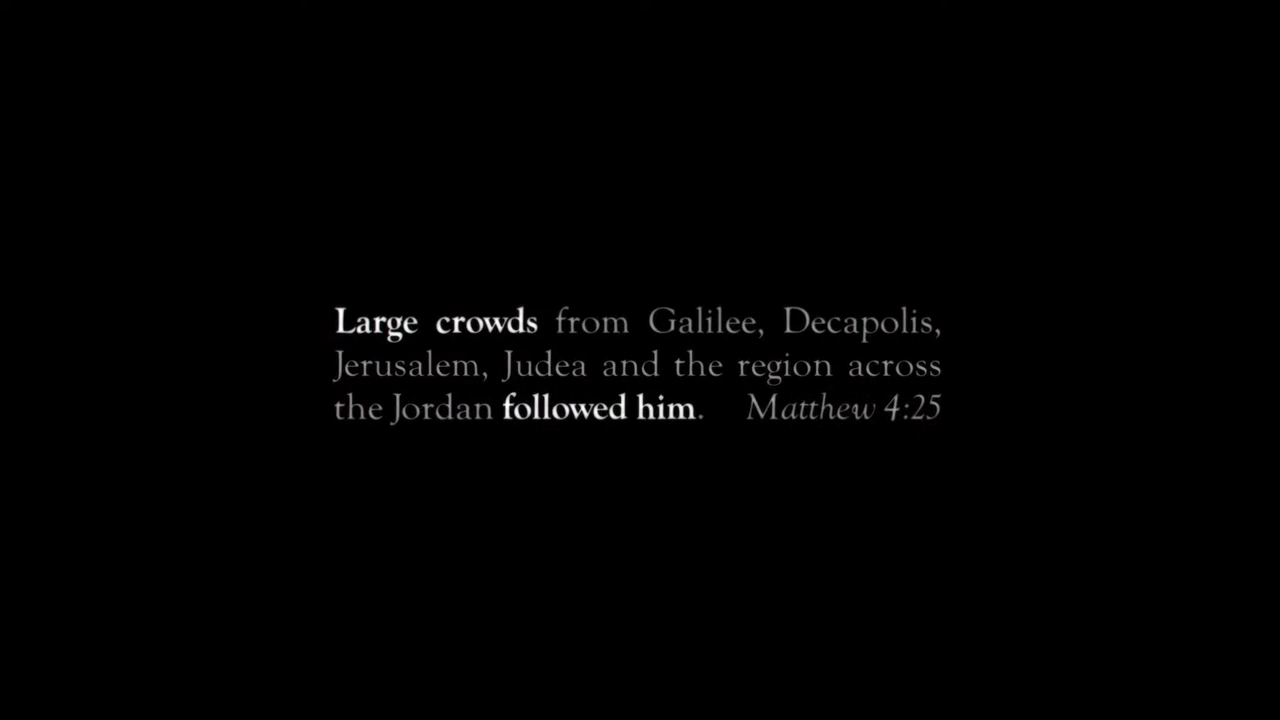 Large crowds from Galilee, Decapolis,
Jerusalem, Judea and the region across
the Jordan followed him. Matthew 4:25